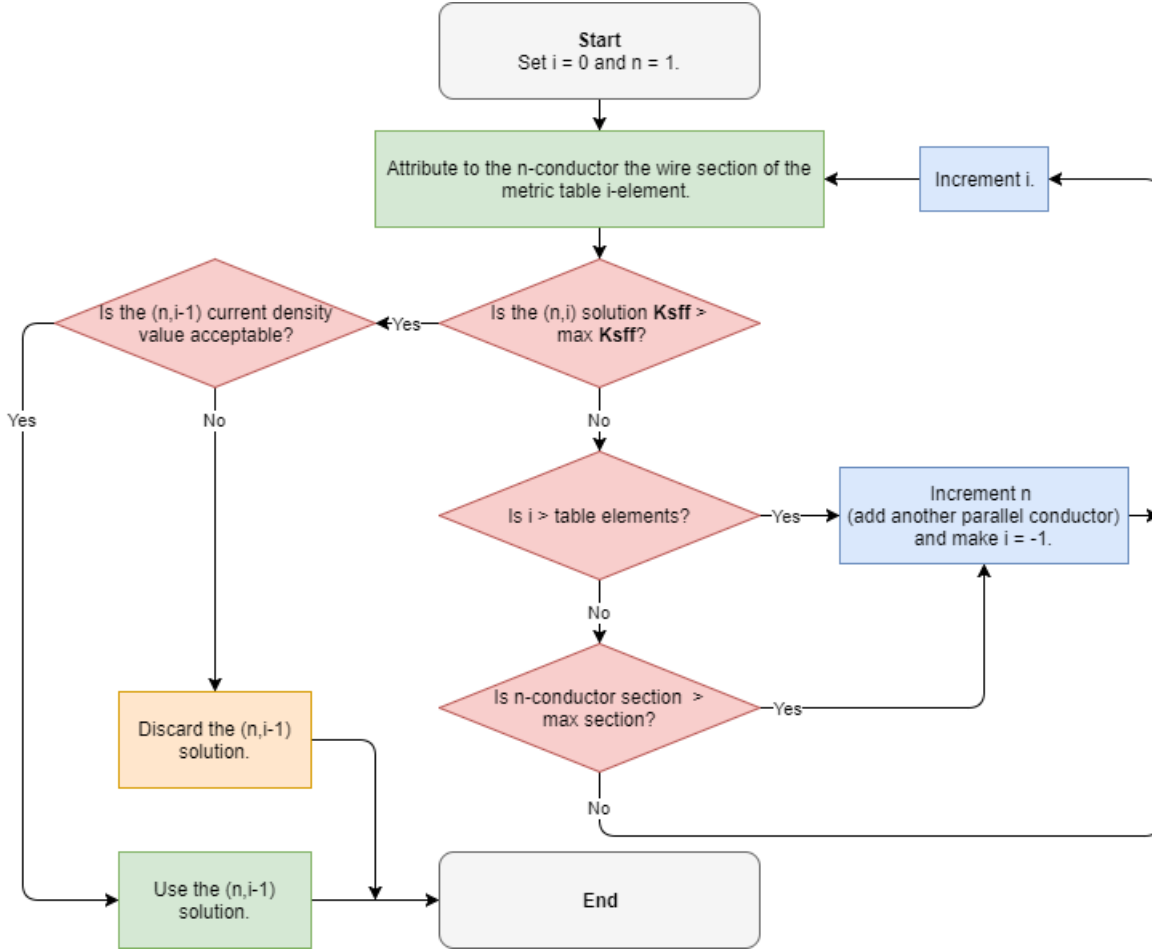 Start
Set i = 0 and n = 1.
Attribute to the n-conductor the wire section of the
metric table i-element.
Increment i.
Is the (n,i-1) current density
value acceptable?
Yes
Is the (n,i) solution Ksff >
max Ksff?
Yes
No
No
Is i > table elements?
Yes
Increment n
(add another parallel conductor)
and make i = -1.
No
Is n-conductor section >
max section?
Yes
Discard the (n,i-1)
solution.
No
Use the (n,i-1)
solution.
End